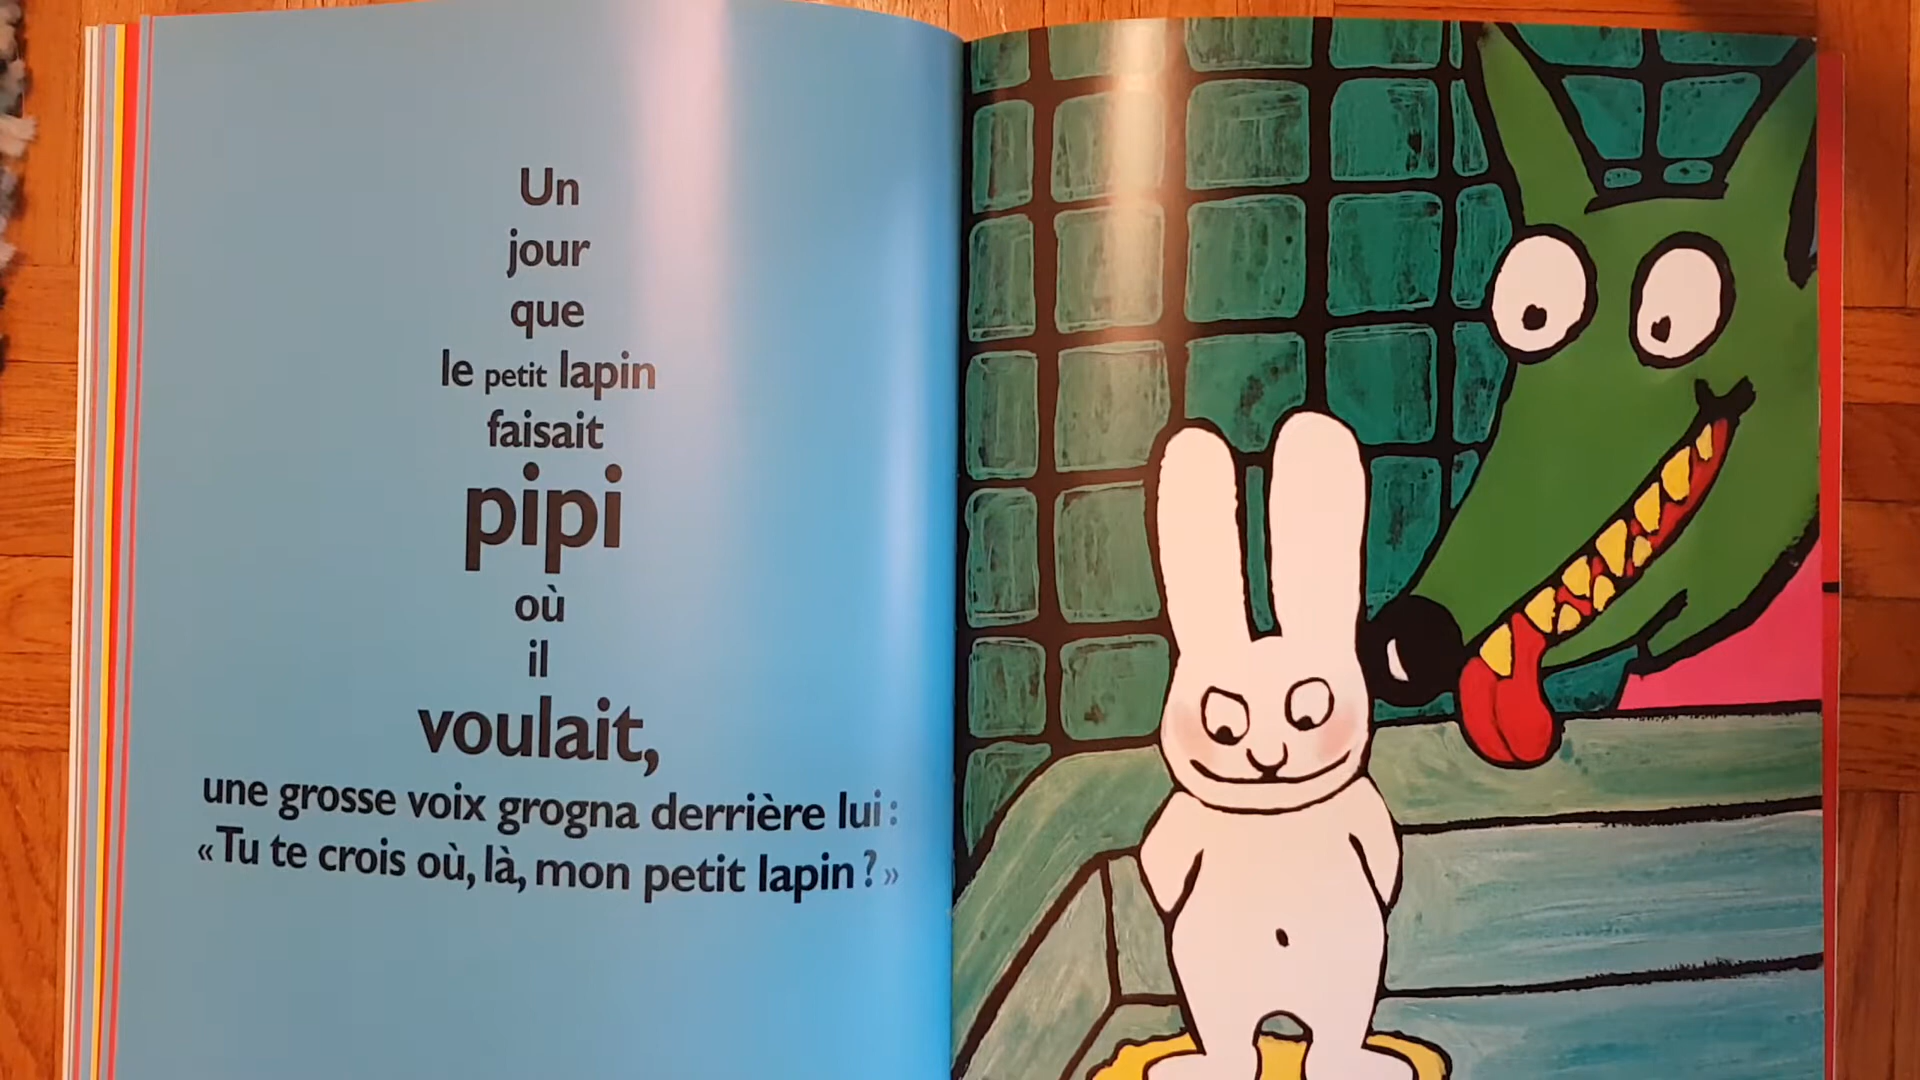 Un
jour
que
le petit lapin
faisait
pipi
où
il
voulait,
une grosse voix grogna derrière lui :
« Tu te crois où, là, mon petit lapin ? »